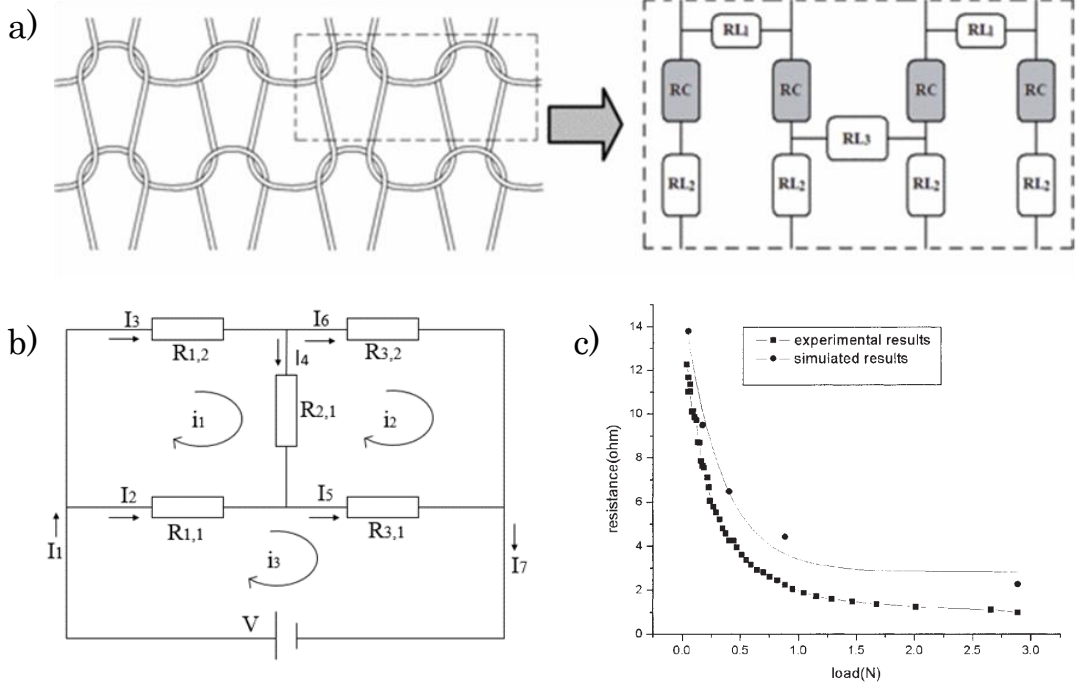 a)
RL1 RL1
RC RC RC RC
RL3
RL2 RL2 RL2 RL2
b)
I3 I6
R1,2 I4 R3,2
i1 R2,1 i2
I2 I5
R1,1 R3,1
I1 i3 I7
V
c)
experimental results
simulated results
14
12
10
8
6
4
2
0
resistance(ohm)
0.0 0.5 1.0 1.5 2.0 2.5 3.0
load(N)